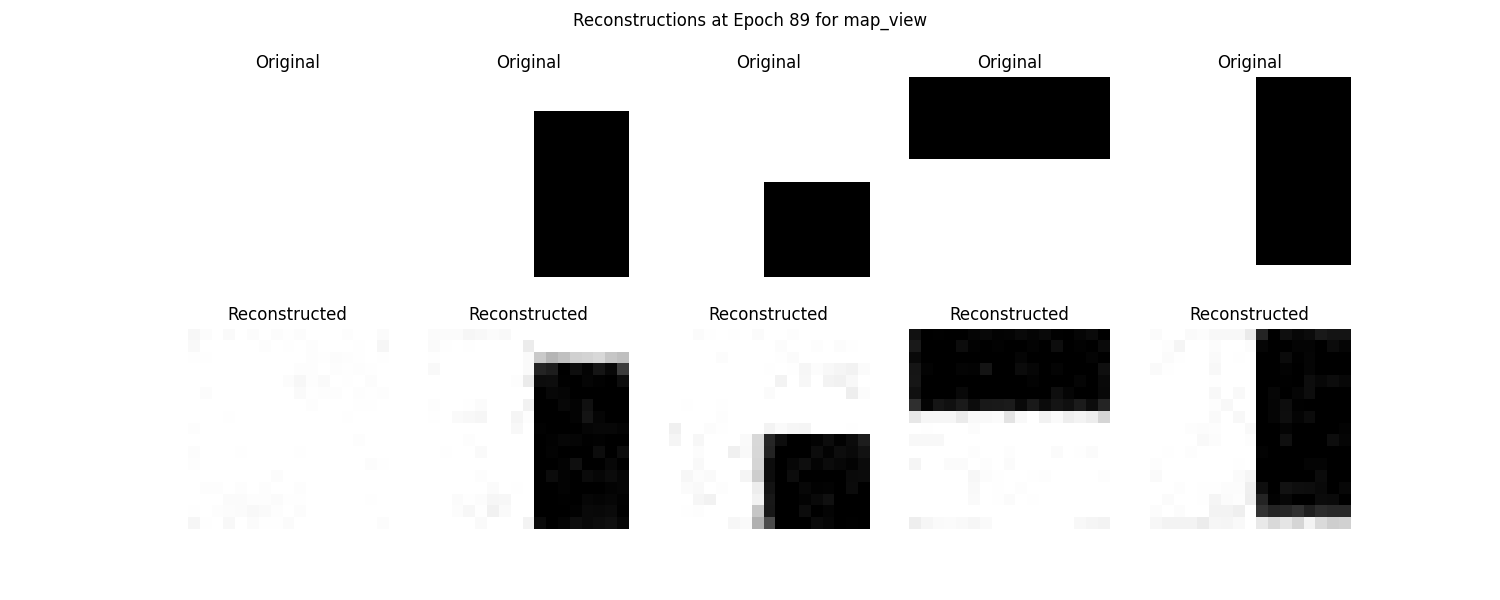 Reconstructions at Epoch 89 for map_view
Original Original Original Original Original
Reconstructed Reconstructed Reconstructed Reconstructed Reconstructed